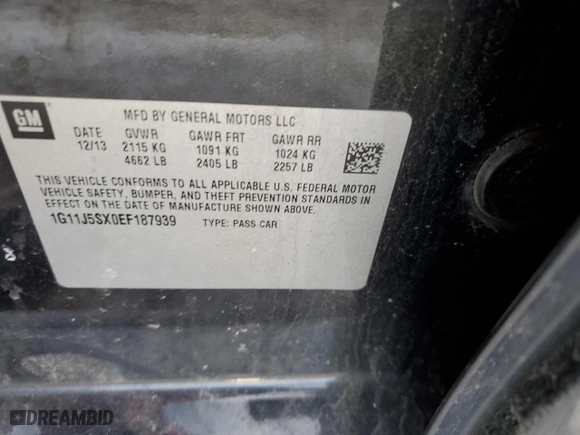 GM
MFD BY GENERAL MOTORS LLC
DATE GVWR GAWR FRT GAWR RR
12/13 2115 KG 1091 KG 1024 KG
4662 LB 2405 LB 2257 LB
THIS VEHICLE CONFORMS TO ALL APPLICABLE U.S. FEDERAL MOTOR
VEHICLE SAFETY, BUMPER, AND THEFT PREVENTION STANDARDS IN
EFFECT ON THE DATE OF MANUFACTURE SHOWN ABOVE.
1G11J5SX0EF187939 TYPE: PASS CAR
DREAMBID